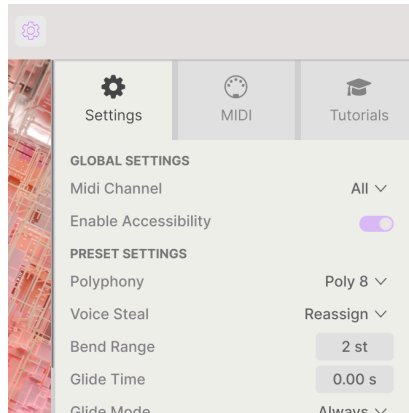 Settings MIDI Tutorials
GLOBAL SETTINGS
Midi Channel All
Enable Accessibility
PRESET SETTINGS
Polyphony Poly 8
Voice Steal Reassign
Bend Range 2 st
Glide Time 0.00 s
Glide Mode Always